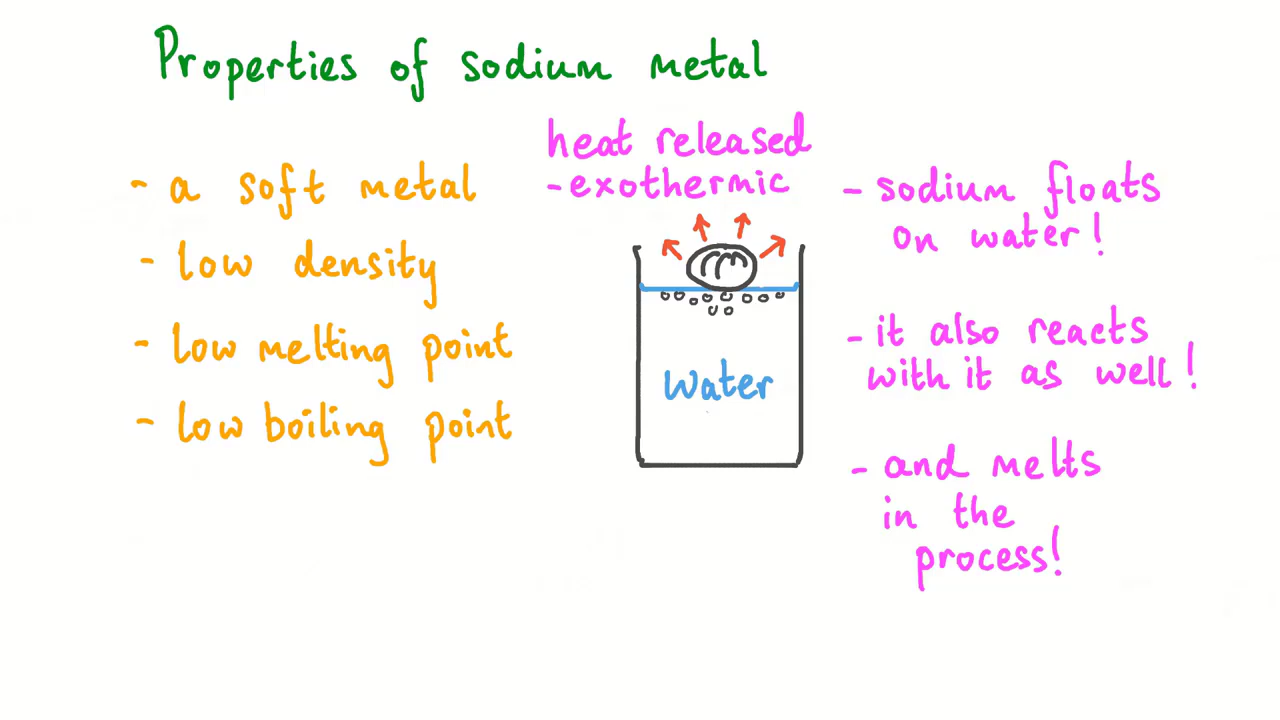 Properties of sodium metal
- a soft metal
- low density
- low melting point
- low boiling point
heat released
- exothermic
water
- sodium floats
on water!
- it also reacts
with it as well!
- and melts
in the
process!